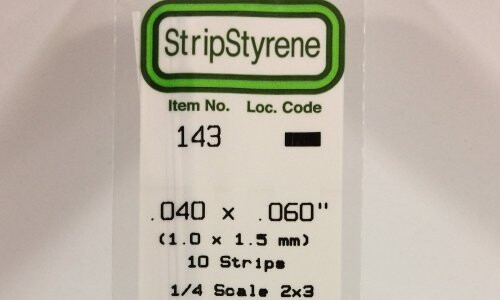 StripStyrene
Item No. Loc. Code
143
.040 x .060"
(1.0 x 1.5 mm)
10 Strips
1/4 Scale 2x3